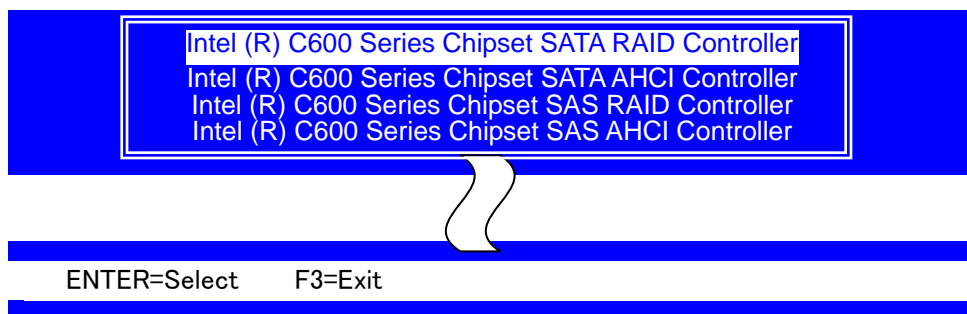 Intel (R) C600 Series Chipset SATA RAID Controller
Intel (R) C600 Series Chipset SATA AHCI Controller
Intel (R) C600 Series Chipset SAS RAID Controller
Intel (R) C600 Series Chipset SAS AHCI Controller
ENTER=Select F3=Exit